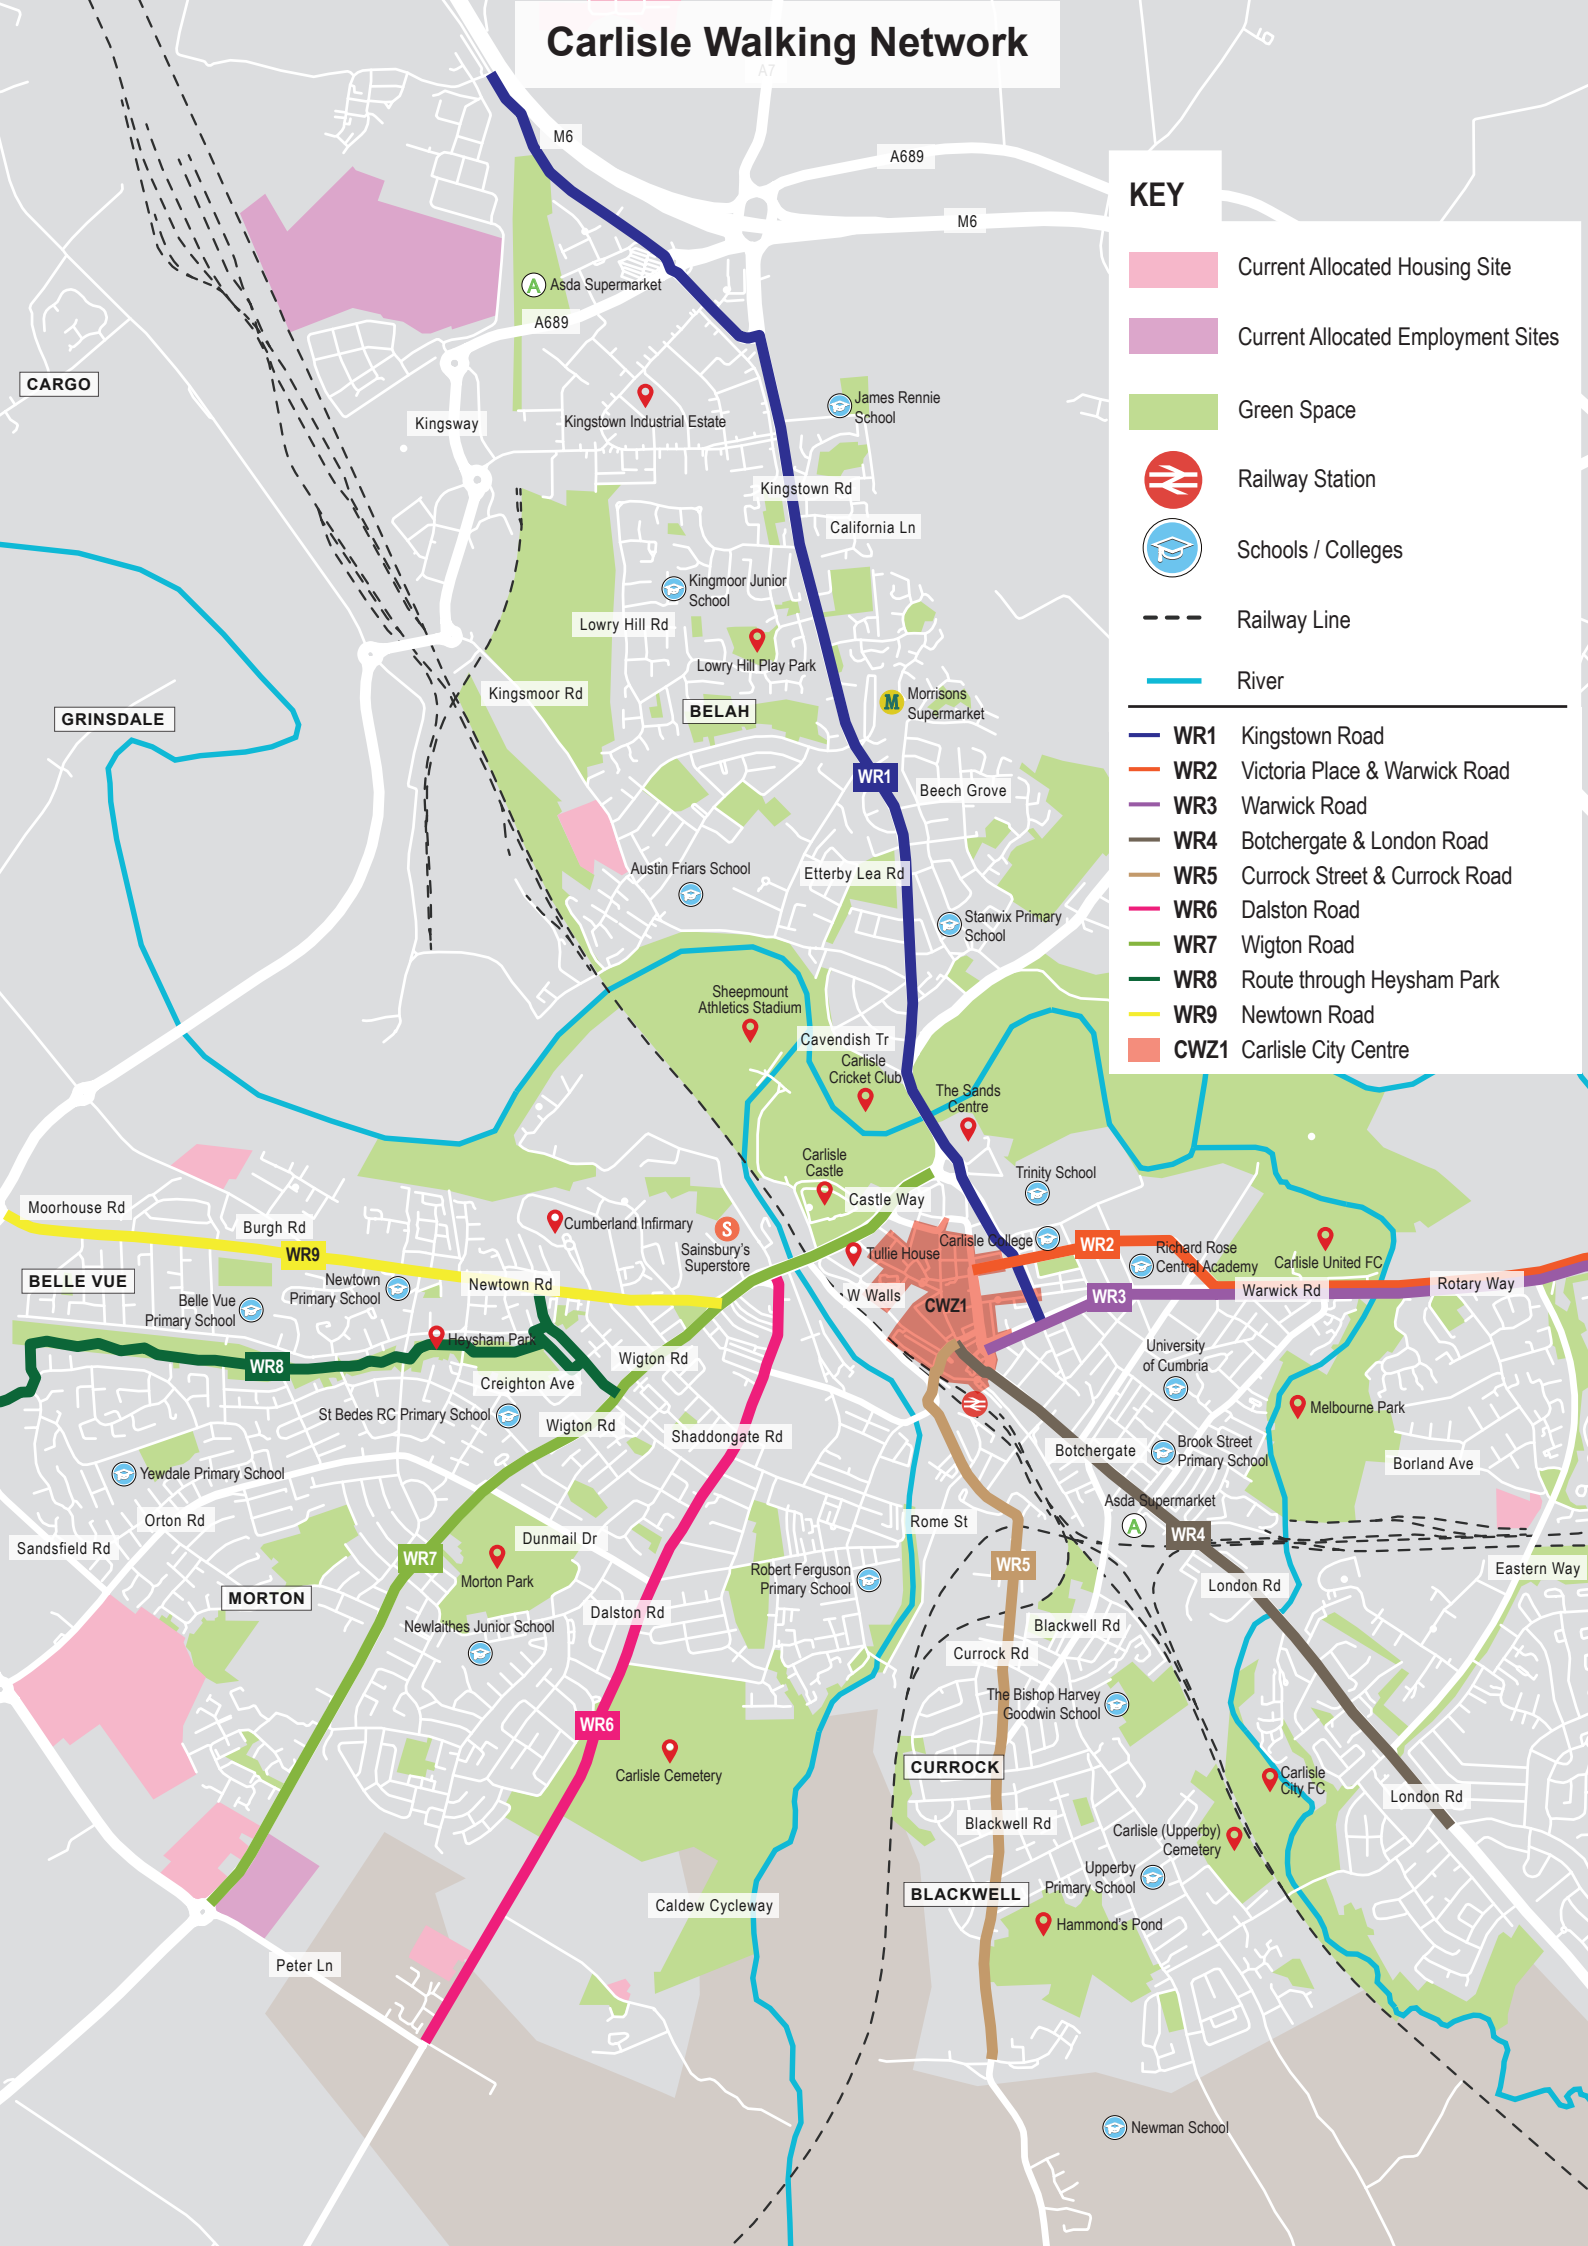 Carlisle Walking Network
A7
M6
A689
M6
KEY
Current Allocated Housing Site
Current Allocated Employment Sites
Green Space
Railway Station
Schools / Colleges
Railway Line
River
WR1 Kingstown Road
WR2 Victoria Place & Warwick Road
WR3 Warwick Road
WR4 Botchergate & London Road
WR5 Currock Street & Currock Road
WR6 Dalston Road
WR7 Wigton Road
WR8 Route through Heysham Park
WR9 Newtown Road
CWZ1 Carlisle City Centre
A Asda Supermarket
A689
CARGO
Kingsway
Kingstown Industrial Estate
James Rennie
School
Kingstown Rd
California Ln
Kingmoor Junior
School
Lowry Hill Rd
Lowry Hill Play Park
Kingsmoor Rd
BELAH
GRINSDALE
M
Morrisons
Supermarket
WR1
Beech Grove
Austin Friars School
Etterby Lea Rd
Stanwix Primary
School
Sheepmount
Athletics Stadium
Cavendish Tr
Carlisle
Cricket Club
The Sands
Centre
Carlisle
Castle
Castle Way
Trinity School
Moorhouse Rd
Burgh Rd
WR9
Cumberland Infirmary
S
Sainsbury's
Superstore
Tullie House
Carlisle College
WR2
Richard Rose
Central Academy
Carlisle United FC
BELLE VUE
Newtown
Primary School
Newtown Rd
Belle Vue
Primary School
W Walls
CWZ1
WR3
Warwick Rd
Rotary Way
Heysham Park
WR8
Creighton Ave
Wigton Rd
University
of Cumbria
St Bedes RC Primary School
Wigton Rd
Shaddongate Rd
Melbourne Park
Botchergate
Brook Street
Primary School
Borland Ave
Yewdale Primary School
Orton Rd
Sandsfield Rd
Dunmail Dr
Rome St
Asda Supermarket
A
WR4
WR7
Morton Park
Robert Ferguson
Primary School
WR5
London Rd
Eastern Way
MORTON
Dalston Rd
Newlaithes Junior School
Blackwell Rd
Currock Rd
The Bishop Harvey
Goodwin School
WR6
Carlisle Cemetery
CURROCK
Carlisle
City FC
London Rd
Blackwell Rd
Carlisle (Upperby)
Cemetery
Upperby
Primary School
BLACKWELL
Caldew Cycleway
Hammond's Pond
Peter Ln
Newman School